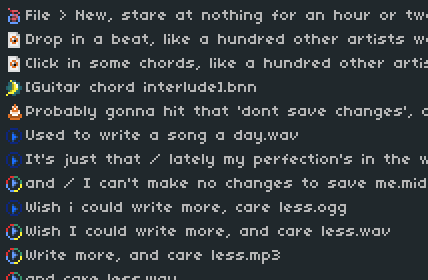 File > New, stare at nothing for an hour or tw
Drop in a beat, like a hundred other artists w
Click in some chords, like a hundred other artis
[Guitar chord interlude].bnn
Probably gonna hit that 'dont save changes',
Used to write a song a day.wav
It's just that / lately my perfection's in the w
and / I can't make no changes to save me.mid
Wish i could write more, care less.ogg
Wish I could write more, and care less.wav
Write more, and care less.mp3
and care less.wav